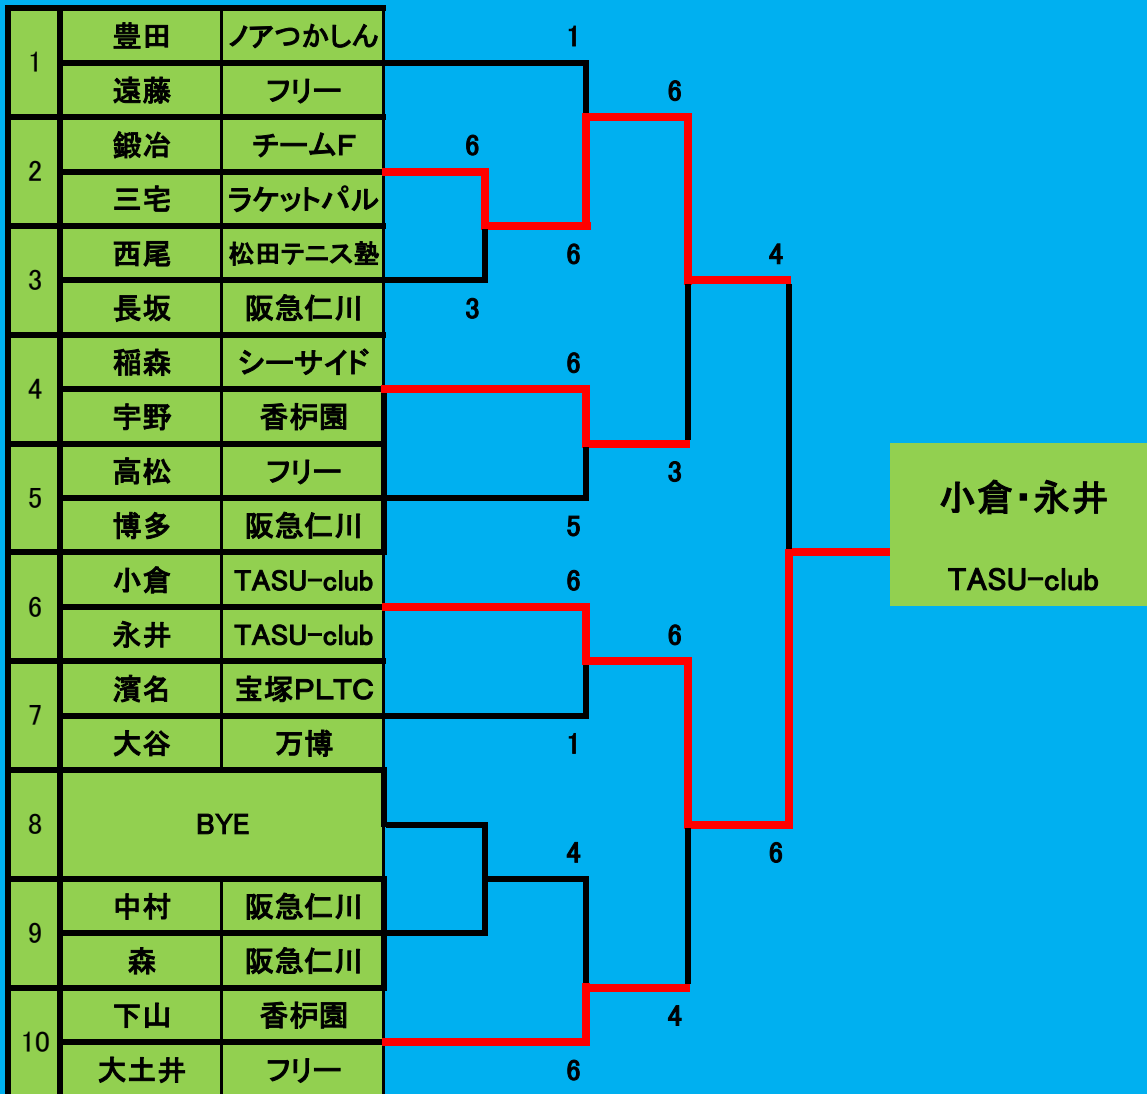 1
豊田 ノアつかしん
遠藤 フリー
2
鍛冶 チームF
三宅 ラケットパル
3
西尾 松田テニス塾
長坂 阪急仁川
4
稲森 シーサイド
宇野 香枦園
5
高松 フリー
博多 阪急仁川
6
小倉 TASU-club
永井 TASU-club
7
濱名 宝塚PLTC
大谷 万博
8
BYE
9
中村 阪急仁川
森 阪急仁川
10
下山 香枦園
大土井 フリー
6
3
1
6
6
5
6
1
4
6
6
3
6
4
4
6
小倉・永井
TASU-club